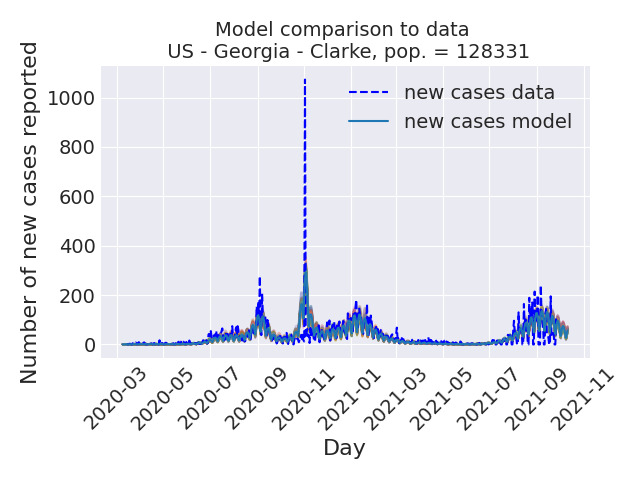 Model comparison to data
US - Georgia - Clarke, pop. = 128331
Number of new cases reported
1000
800
600
400
200
0
new cases data
new cases model
2020-03
2020-05
2020-07
2020-09
2020-11
2021-01
2021-03
2021-05
2021-07
2021-09
2021-11
Day